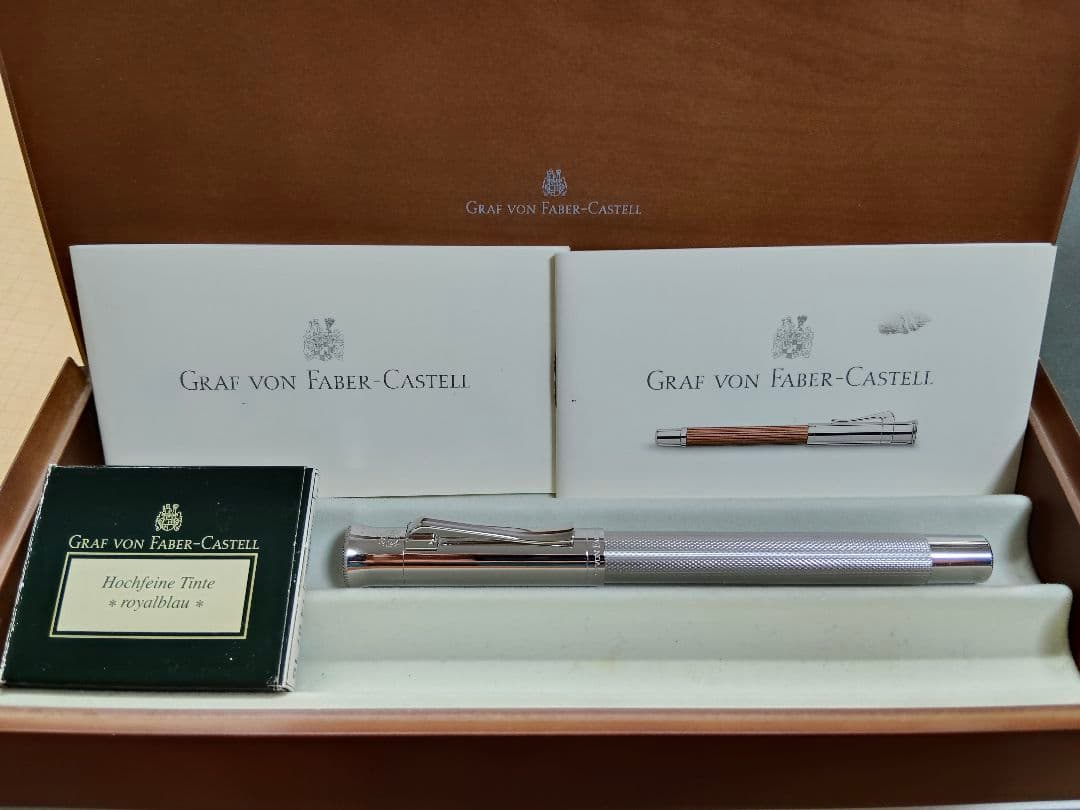 GRAF VON FABER-CASTELL
GRAF VON FABER-CASTELL
GRAF VON FABER-CASTELL
GRAF VON FABER-CASTELL
Hochfeine Tinte
* royalblau *